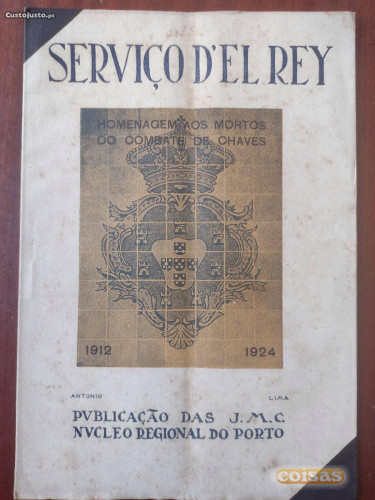 CustoJusto.pt
SERVIÇO D'EL REY
HOMENAGEM AOS MORTOS
DO COMBATE DE CHAVES
1912 1924
ANTONIO LIMA
PVBLICAÇÃO DAS J.M.C.
NVCLEO REGIONAL DO PORTO
coisas